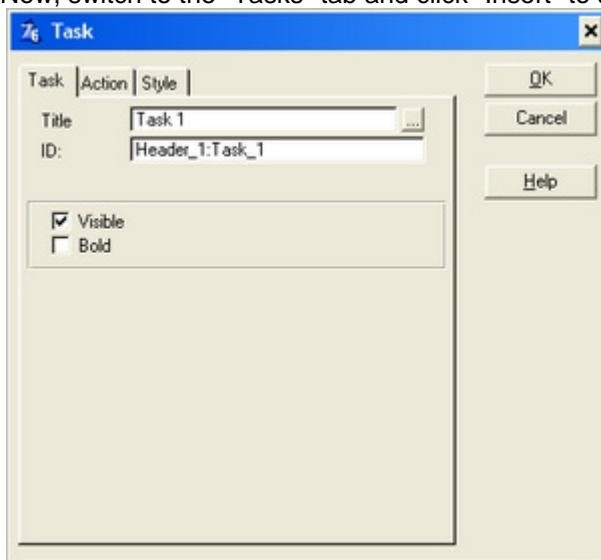 Now, switch to the "Tasks" tab and click "Insert" to
Task
Task Action Style
OK
Title Task 1 ...
Cancel
ID: Header_1:Task_1
Help
Visible
Bold